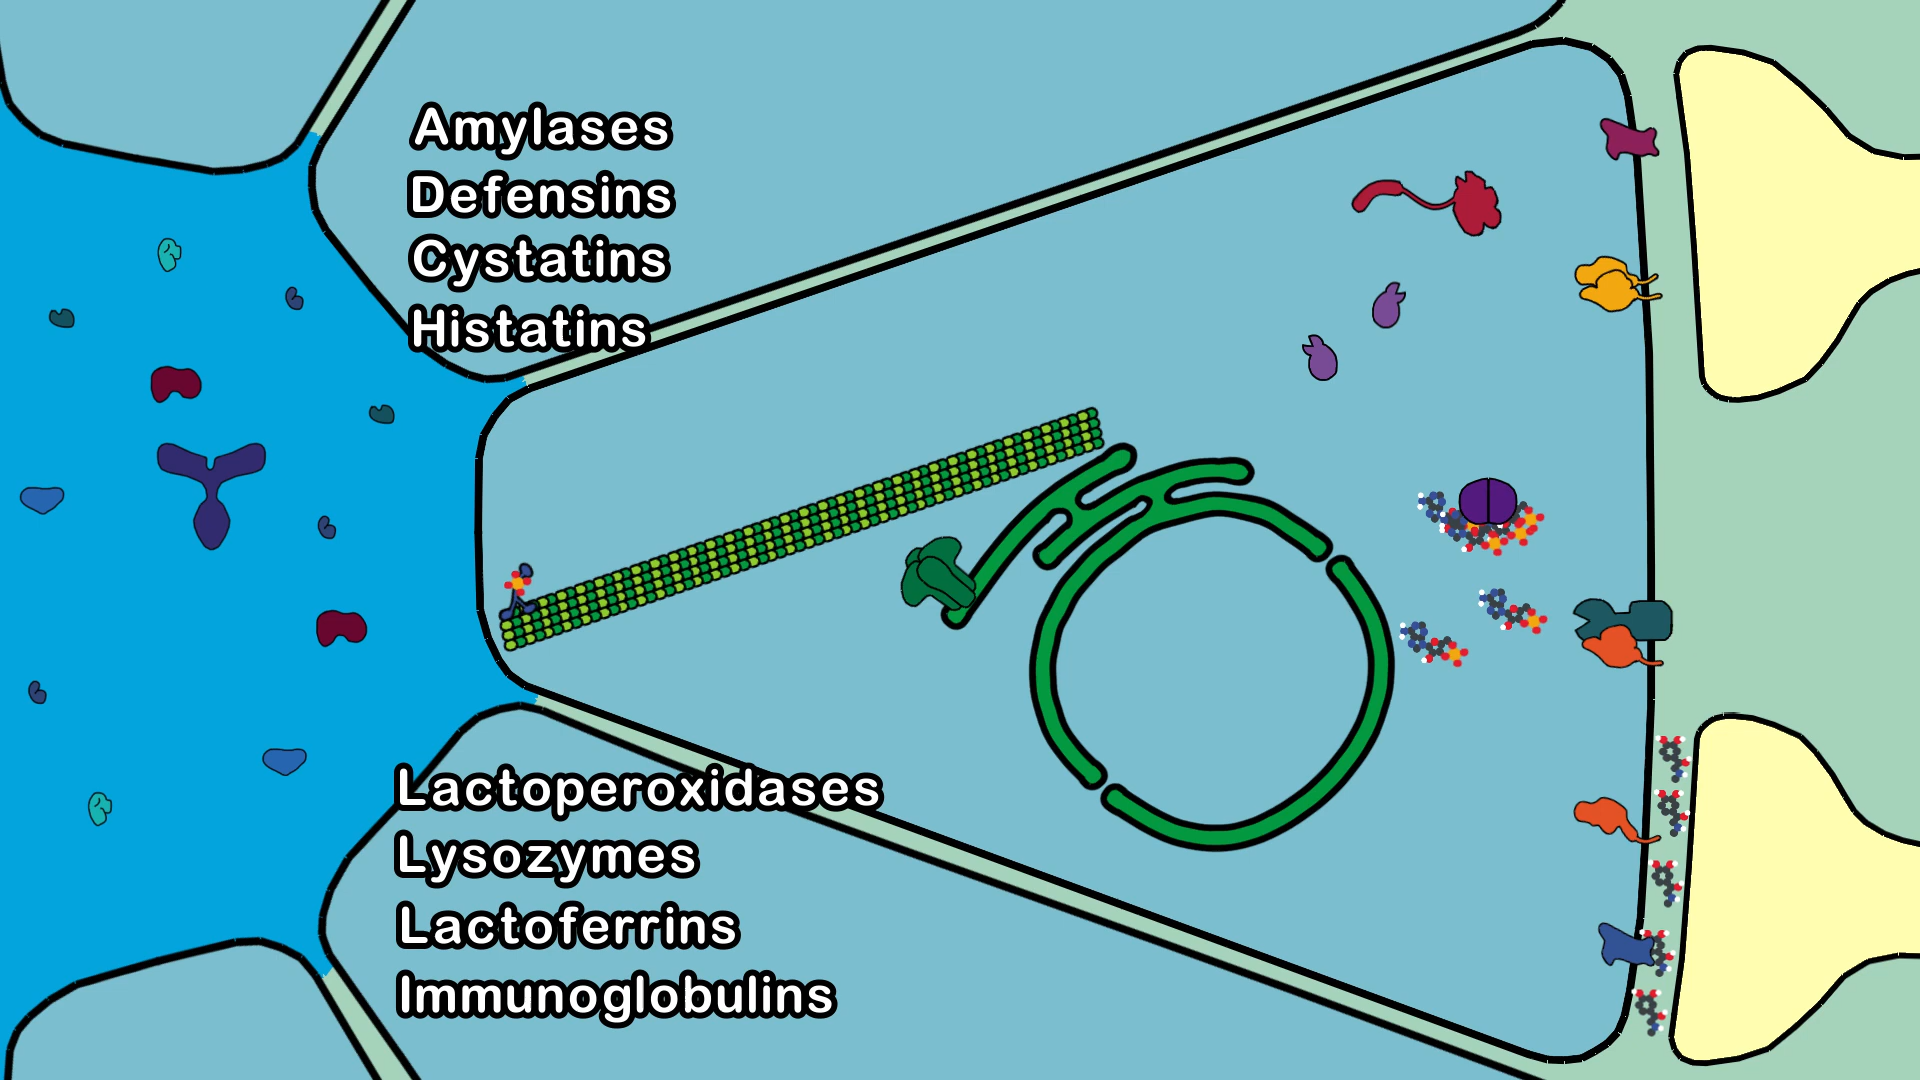 Amylases
Defensins
Cystatins
Histatins
Lactoperoxidases
Lysozymes
Lactoferrins
Immunoglobulins